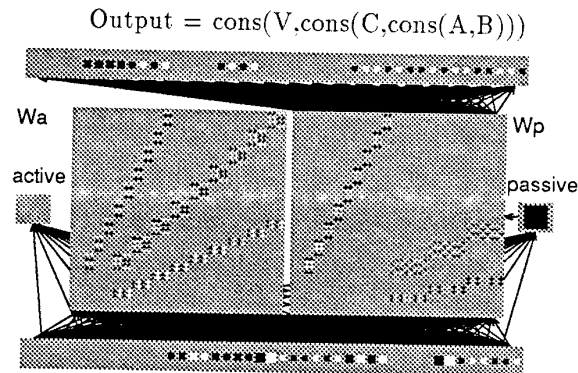 Output = cons(V,cons(C,cons(A,B)))
Wa
Wp
active
passive